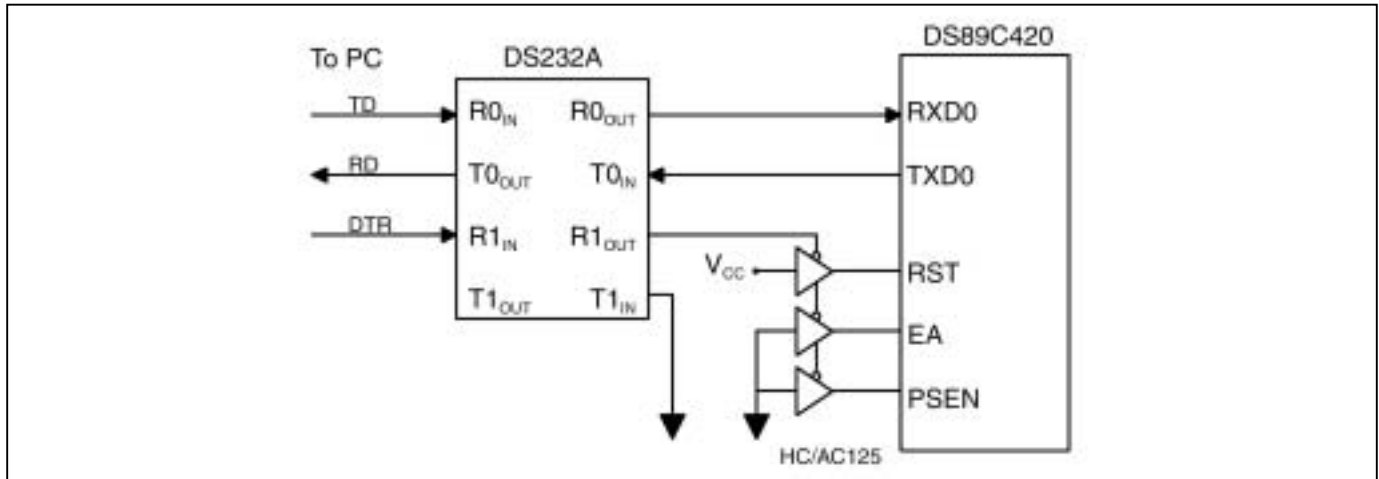 To PC
DS232A
DS89C420
TD
R0IN
R0OUT
RXD0
RD
T0OUT
T0IN
TXD0
DTR
R1IN
R1OUT
VCC
RST
T1OUT
T1IN
EA
PSEN
HC/AC125